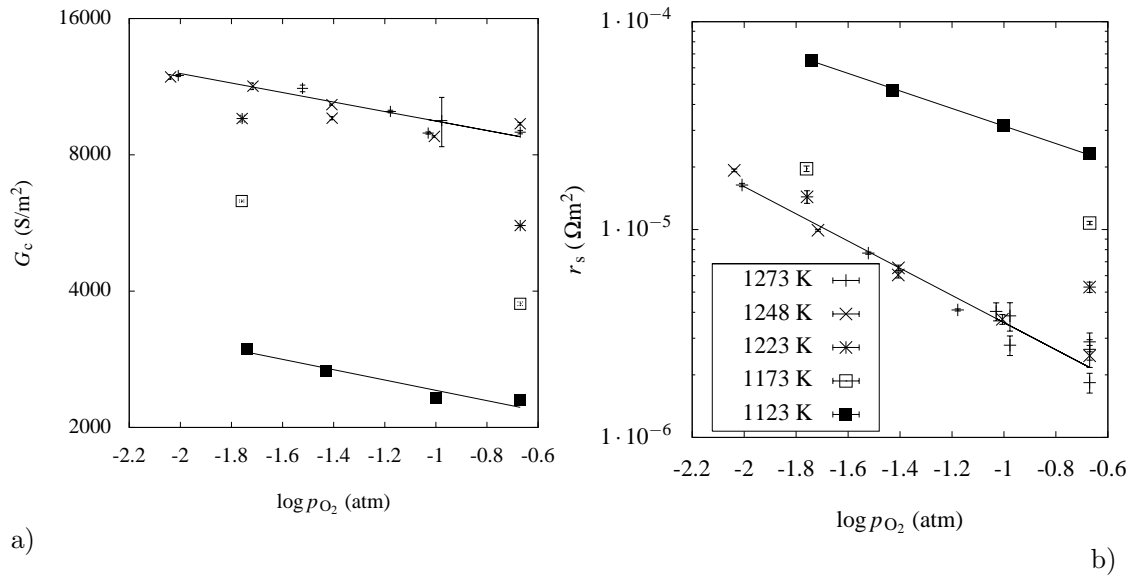 16000
8000
4000
2000
G_c (S/m²)
-2.2 -2 -1.8 -1.6 -1.4 -1.2 -1 -0.8 -0.6
log p_O₂ (atm)
a)
1·10⁻⁴
1·10⁻⁵
1·10⁻⁶
r_s (Ωm²)
1273 K
1248 K
1223 K
1173 K
1123 K
-2.2 -2 -1.8 -1.6 -1.4 -1.2 -1 -0.8 -0.6
log p_O₂ (atm)
b)